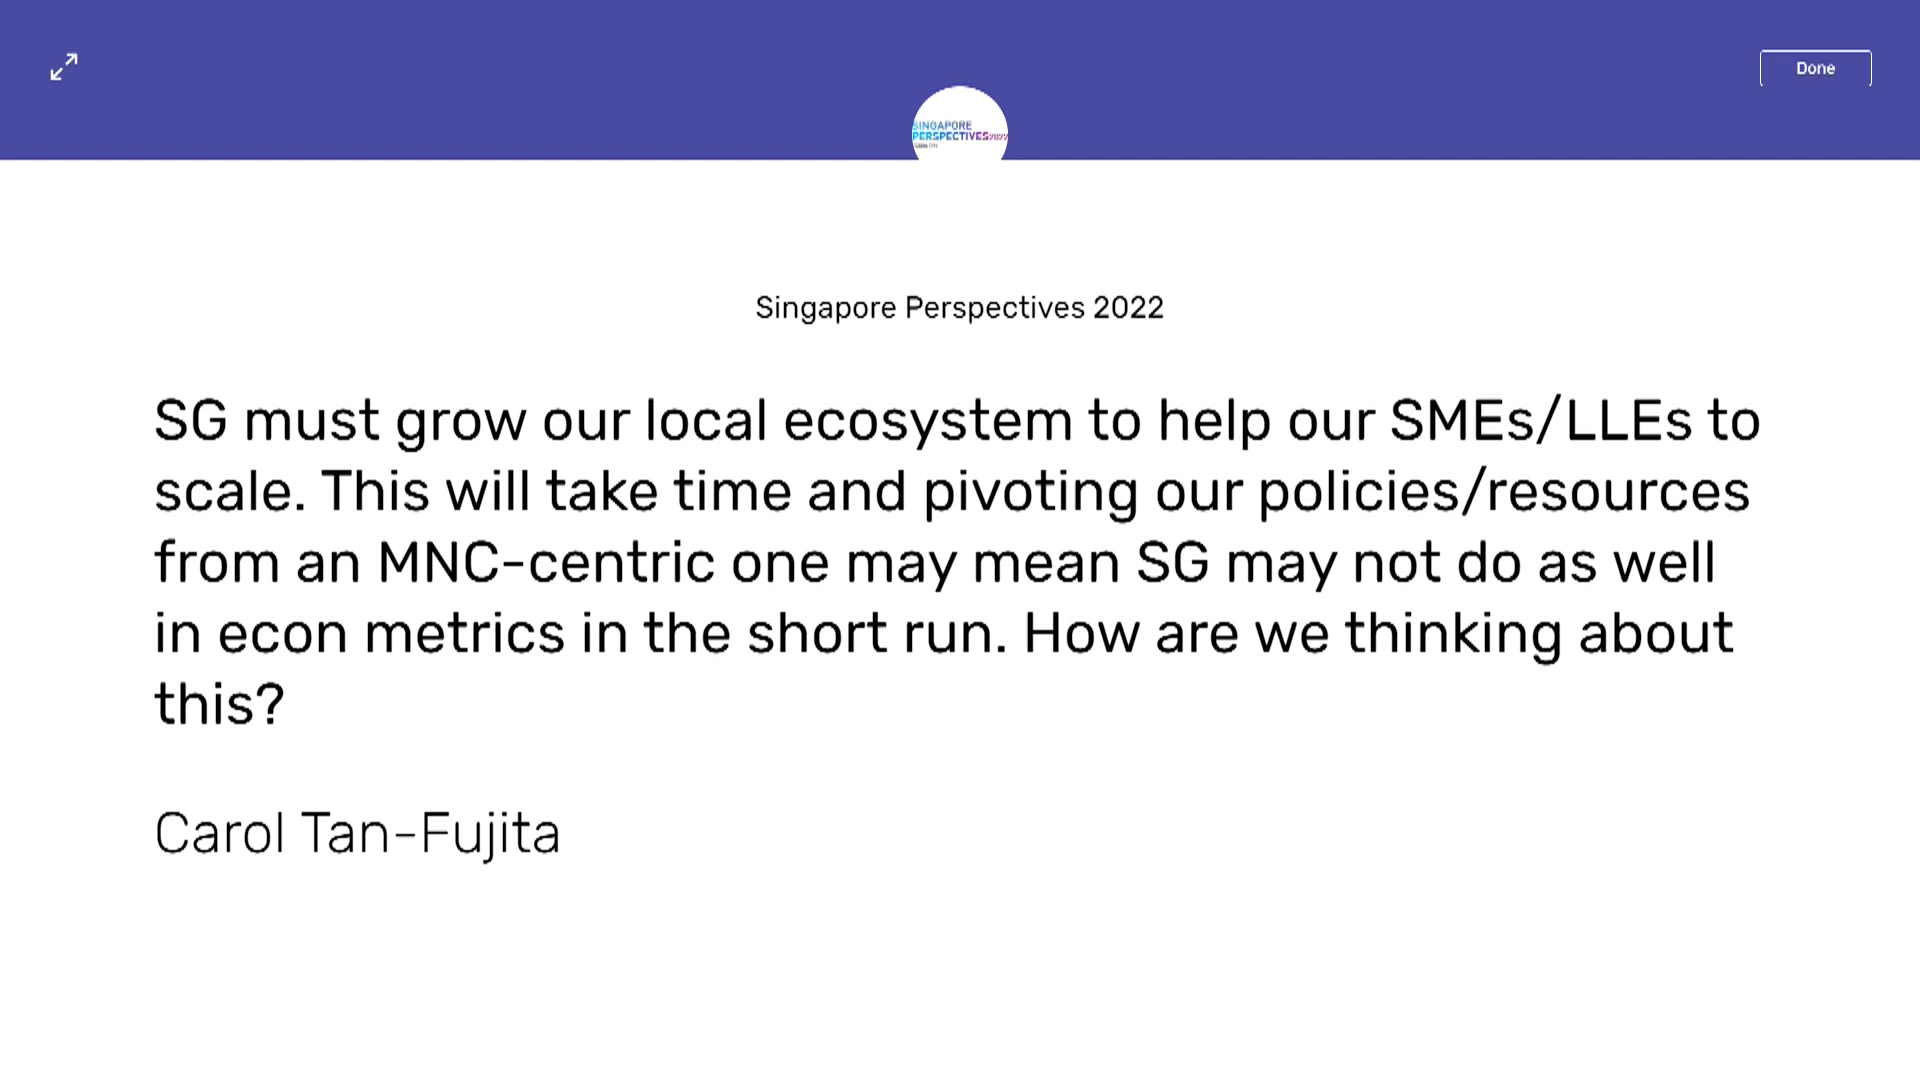 Done
SINGAPORE
PERSPECTIVES2022
Singapore Perspectives 2022
SG must grow our local ecosystem to help our SMEs/LLEs to
scale. This will take time and pivoting our policies/resources
from an MNC-centric one may mean SG may not do as well
in econ metrics in the short run. How are we thinking about
this?
Carol Tan-Fujita